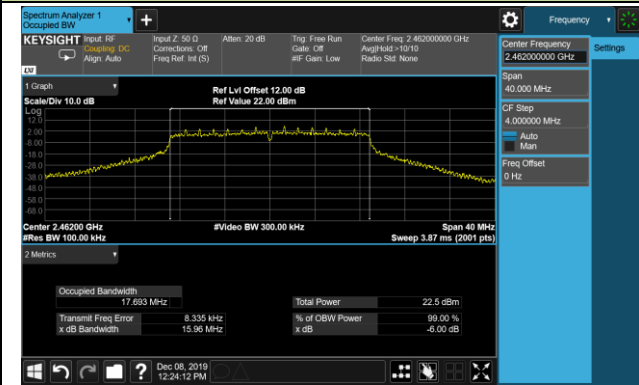 Spectrum Analyzer 1
Occupied BW
Frequency
KEYSIGHT
Input: RF
Coupling: DC
Align: Auto
Input Z: 50 Ω
Corrections: Off
Freq Ref: Int (S)
Atten: 20 dB
Trig: Free Run
Gate: Off
#IF Gain: Low
Center Freq: 2.462000000 GHz
Avg|Hold:>10/10
Radio Std: None
LXI
Center Frequency
2.462000000 GHz
Settings
Span
40.000 MHz
CF Step
4.000000 MHz
Auto
Man
Freq Offset
0 Hz
1 Graph
Scale/Div 10.0 dB
Ref Lvl Offset 12.00 dB
Ref Value 22.00 dBm
Log
12.0
2.00
-8.00
-18.0
-28.0
-38.0
-48.0
-58.0
-68.0
Center 2.46200 GHz
#Video BW 300.00 kHz
Span 40 MHz
#Res BW 100.00 kHz
Sweep 3.87 ms (2001 pts)
2 Metrics
Occupied Bandwidth
17.693 MHz
Total Power
22.5 dBm
Transmit Freq Error
8.335 kHz
% of OBW Power
99.00 %
x dB Bandwidth
15.96 MHz
x dB
-6.00 dB
Dec 08, 2019
12:24:12 PM